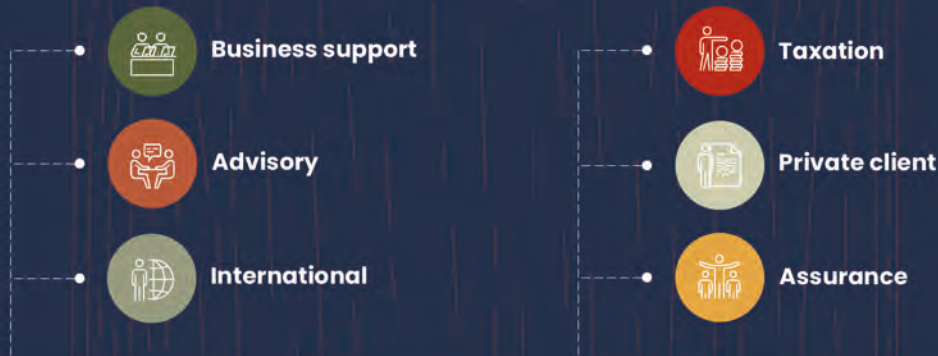 Business support
Advisory
International
Taxation
Private client
Assurance